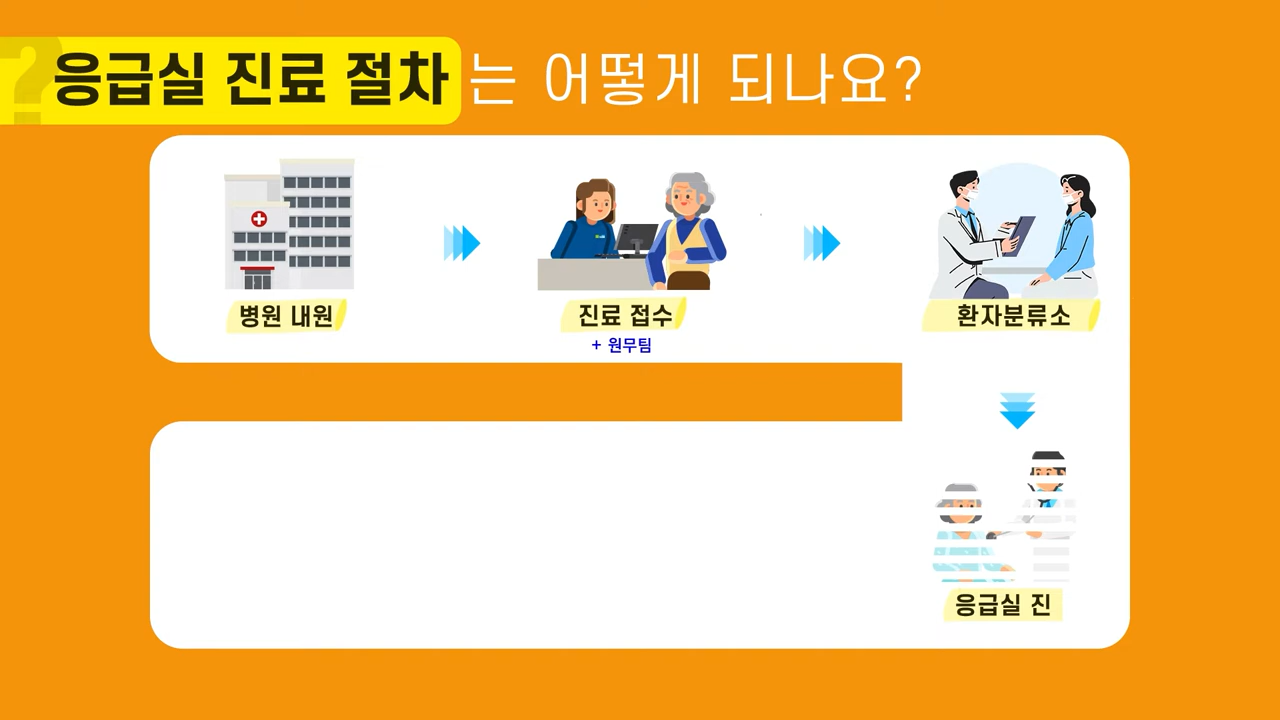 응급실 진료 절차는 어떻게 되나요?
병원 내원
진료 접수
+ 원무팀
환자분류소
응급실 진